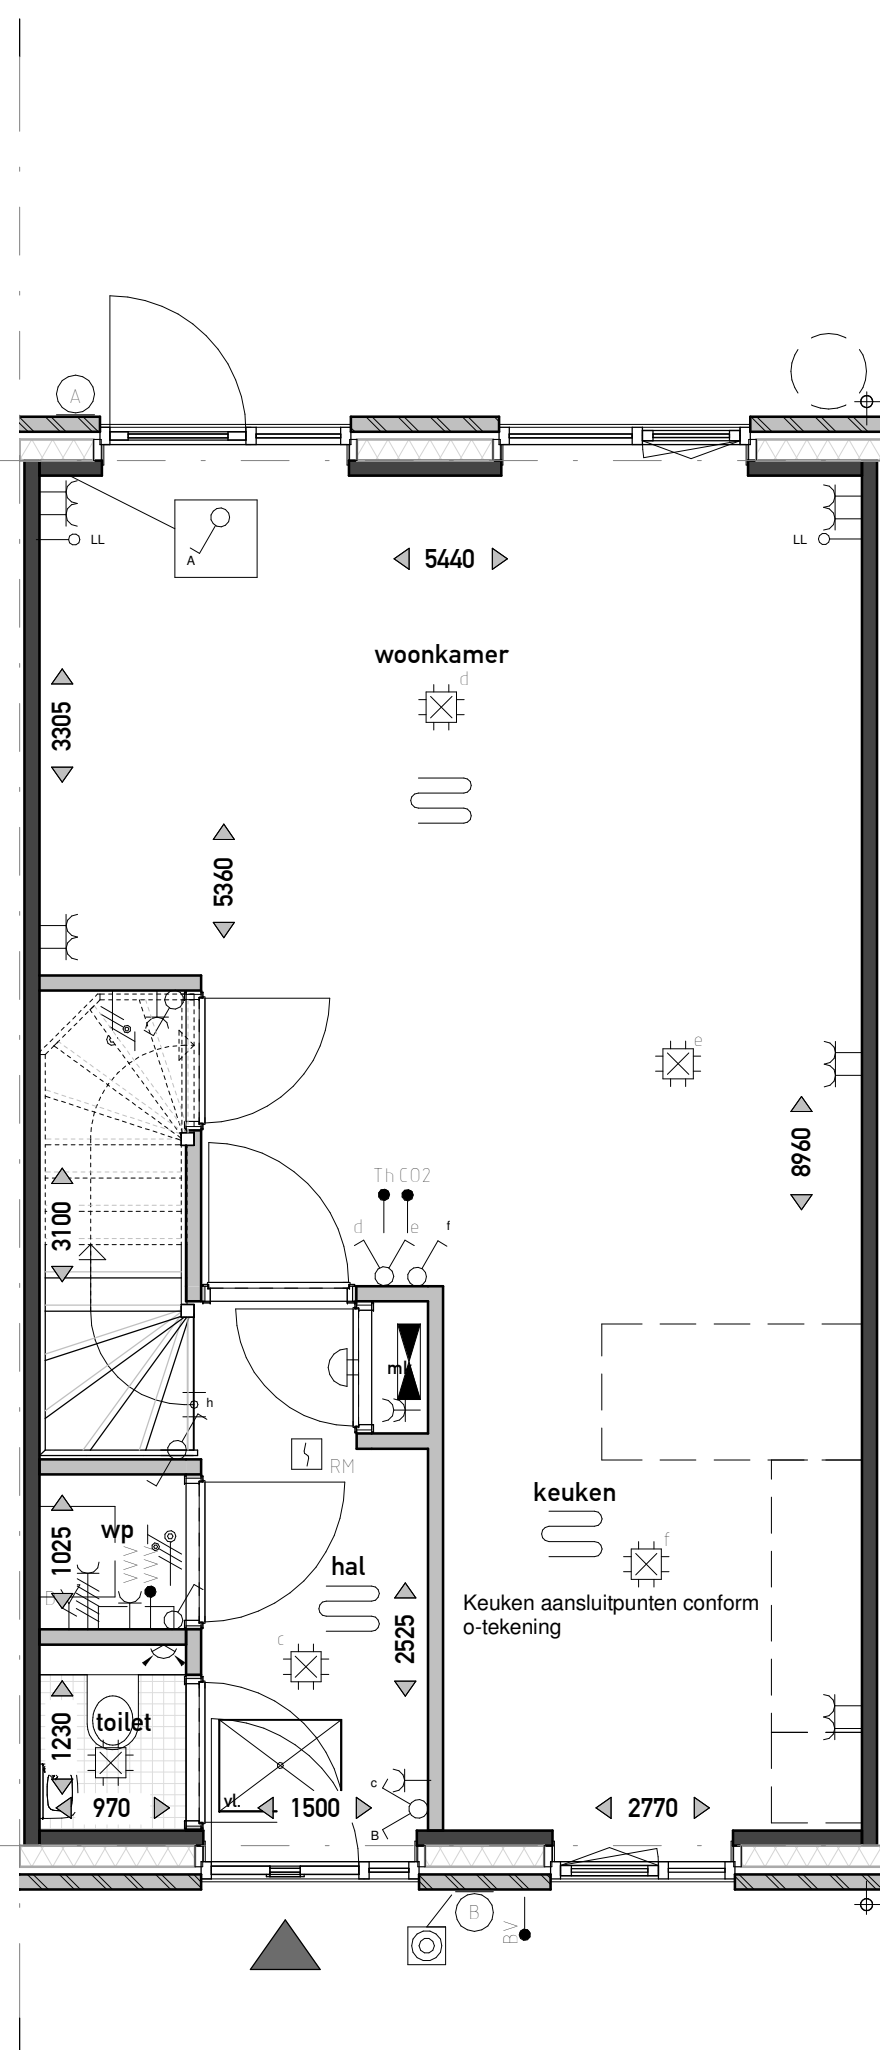 A
A
LL
LL
5440
woonkamer
d
3305
5360
e
8960
Th CO2
d
e
f
3100
mk
h
RM
keuken
wp
1025
f
hal
Keuken aansluitpunten conform
o-tekening
2525
c
toilet
1230
vl.
c
970
1500
2770
B
B
BV